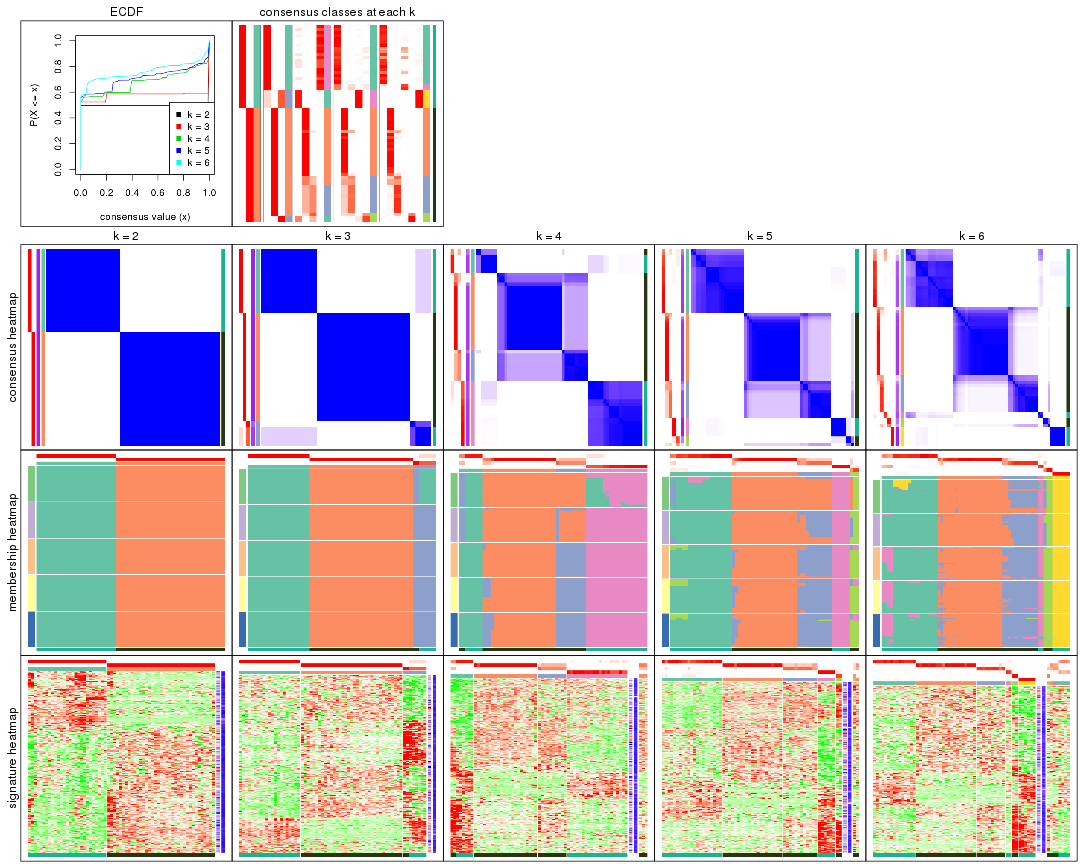 ECDF
consensus classes at each k
P(X <= x)
1.0
0.8
0.6
0.4
0.2
0.0
k = 2
k = 3
k = 4
k = 5
k = 6
0.0 0.2 0.4 0.6 0.8 1.0
consensus value (x)
k = 2
k = 3
k = 4
k = 5
k = 6
consensus heatmap
membership heatmap
signature heatmap